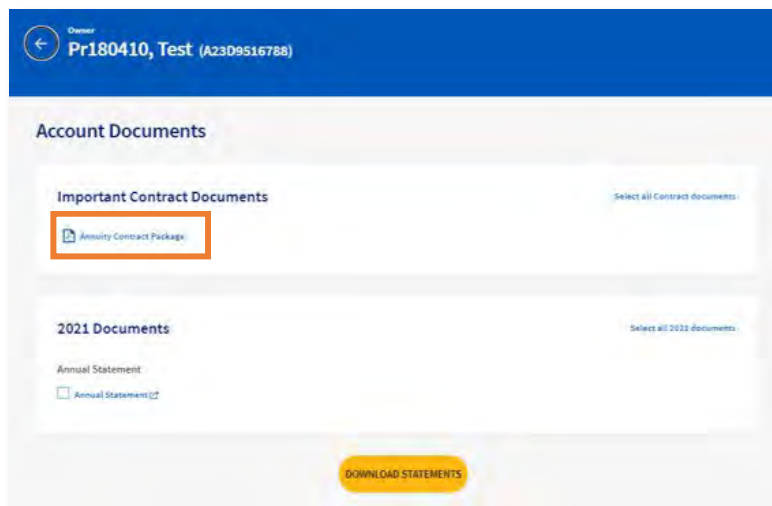 Owner
Pr180410, Test (A23D9516788)
Account Documents
Important Contract Documents
Select all Contract documents
Annuity Contract Package
2021 Documents
Select all 2021 documents
Annual Statement
Annual Statement
DOWNLOAD STATEMENTS